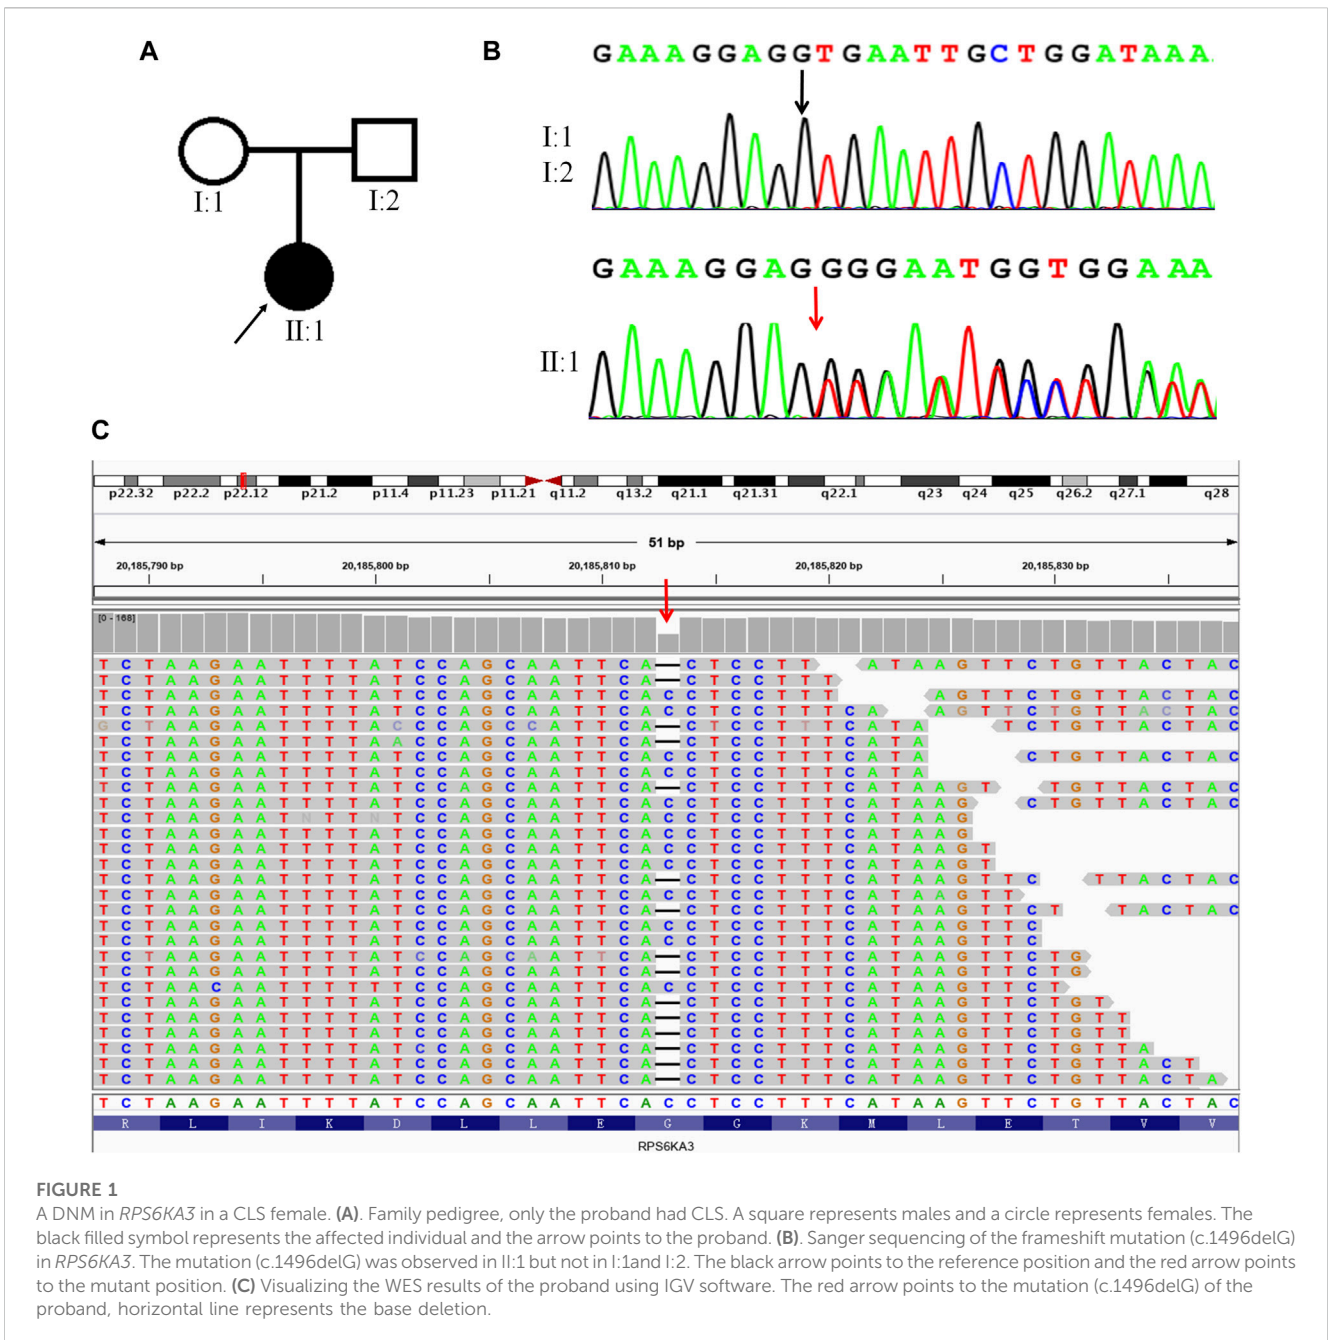 A
I:1
I:2
II:1
B
G A A A G G A G G T G A A T T G C T G G A T A A A
I:1
I:2
G A A A G G A G G G G A A T G G T G G A A A
II:1
C
p22.32 p22.2 p22.12 p21.2 p11.4 p11.23 p11.21 q11.2 q13.2 q21.1 q21.31 q22.1 q23 q24 q25 q26.2 q27.1 q28
51 bp
20,185,790 bp 20,185,800 bp 20,185,810 bp 20,185,820 bp 20,185,830 bp
[0 - 168]
T C T A A G A A T T T T A T C C A G C A A T T C A — C T C C T T A T A A G T T C T G T T A C T A C
T C T A A G A A T T T T A T C C A G C A A T T C A — C T C C T T T
T C T A A G A A T T T T A T C C A G C A A T T C A C C T C C T T T A G T T C T G T T A C T A C
T C T A A G A A T T T T A T C C A G C A A T T C A C C T C C T T T C A A G T T C T G T T A C T A C
G C T A A G A A T T T T A C C C A G C C A T T C A — C T C C T T T C A T A T C T G T T A C T A C
T C T A A G A A T T T T A A C C A G C A A T T C A — C T C C T T T C A T A
T C T A A G A A T T T T A T C C A G C A A T T C A C C T C C T T T C A T A C T G T T A C T A C
T C T A A G A A T T T T A T C C A G C A A T T C A C C T C C T T T C A T A
T C T A A G A A T T T T A T C C A G C A A T T C A — C T C C T T T C A T A A G T T G T T A C T A C
T C T A A G A A T T T T A T C C A G C A A T T C A C C T C C T T T C A T A A G C T G T T A C T A C
T C T A A G A A T N T T N T C C A G C A A T T C A C C T C C T T T C A T A A G
T C T A A G A A T T T T A T C C A G C A A T T C A C C T C C T T T C A T A A G
T C T A A G A A T T T T A T C C A G C A A T T C A C C T C C T T T C A T A A G T
T C T A A G A A T T T T A T C C A G C A A T T C A C C T C C T T T C A T A A G T
T C T A A G A A T T T T A T C C A G C A A T T C A — C T C C T T T C A T A A G T T C T T A C T A C
T C T A A G A A T T T T A T C C A G C A A T T C A C C T C C T T T C A T A A G T T
T C T A A G A A T T T T A T C C A G C A A T T C A — C T C C T T T C A T A A G T T C T T A C T A C
T C T A A G A A T T T T A T C C A G C A A T T C A C C T C C T T T C A T A A G T T C
T C T A A G A A T T T T A T C C A G C A A T T C A C C T C C T T T C A T A A G T T C
T C T A A G A A T T T T A T C C A G C A A T T C A — C T C C T T T C A T A A G T T C T G
T C T A A G A A T T T T A T C C A G C A A T T C A — C T C C T T T C A T A A G T T C T G
T C T A A C A A T T T T T T C C A G C A A T T C A C C T C C T T T C A T A A G T T C T
T C T A A G A A T T T T A T C C A G C A A T T C A — C T C C T T T C A T A A G T T C T G T
T C T A A G A A T T T T A T C C A G C A A T T C A — C T C C T T T C A T A A G T T C T G T T
T C T A A G A A T T T T A T C C A G C A A T T C A — C T C C T T T C A T A A G T T C T G T T
T C T A A G A A T T T T A T C C A G C A A T T C A — C T C C T T T C A T A A G T T C T G T T A
T C T A A G A A T T T T A T C C A G C A A T T C A — C T C C T T T C A T A A G T T C T G T T A C T
T C T A A G A A T T T T A T C C A G C A A T T C A — C T C C T T T C A T A A G T T C T G T T A C T A
T C T A A G A A T T T T A T C C A G C A A T T C A C C T C C T T T C A T A A G T T C T G T T A C T A C
R L I K D L L E G G K M L E T V V
RPS6KA3
FIGURE 1
A DNM in RPS6KA3 in a CLS female. (A). Family pedigree, only the proband had CLS. A square represents males and a circle represents females. The
black filled symbol represents the affected individual and the arrow points to the proband. (B). Sanger sequencing of the frameshift mutation (c.1496delG)
in RPS6KA3. The mutation (c.1496delG) was observed in II:1 but not in I:1and I:2. The black arrow points to the reference position and the red arrow points
to the mutant position. (C) Visualizing the WES results of the proband using IGV software. The red arrow points to the mutation (c.1496delG) of the
proband, horizontal line represents the base deletion.